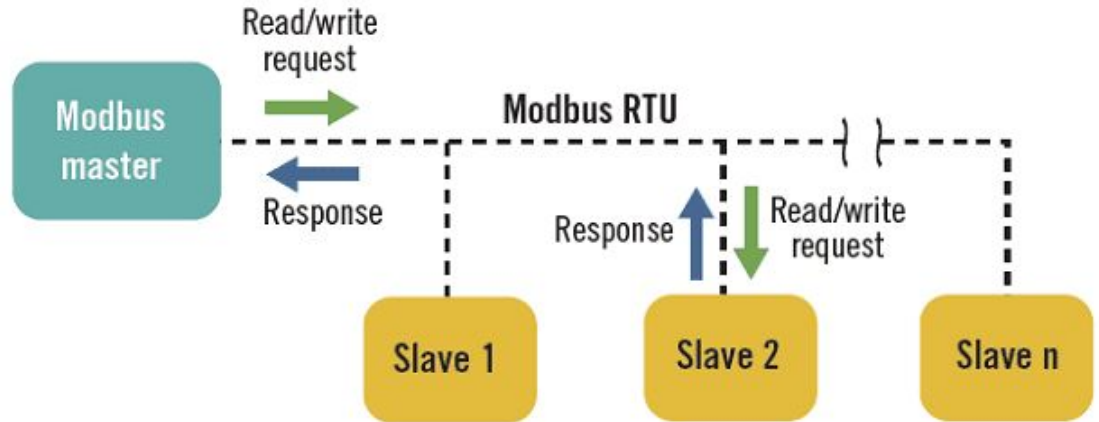 Read/write
request
Modbus
master
Modbus RTU
Response
Response
Read/write
request
Slave 1
Slave 2
Slave n